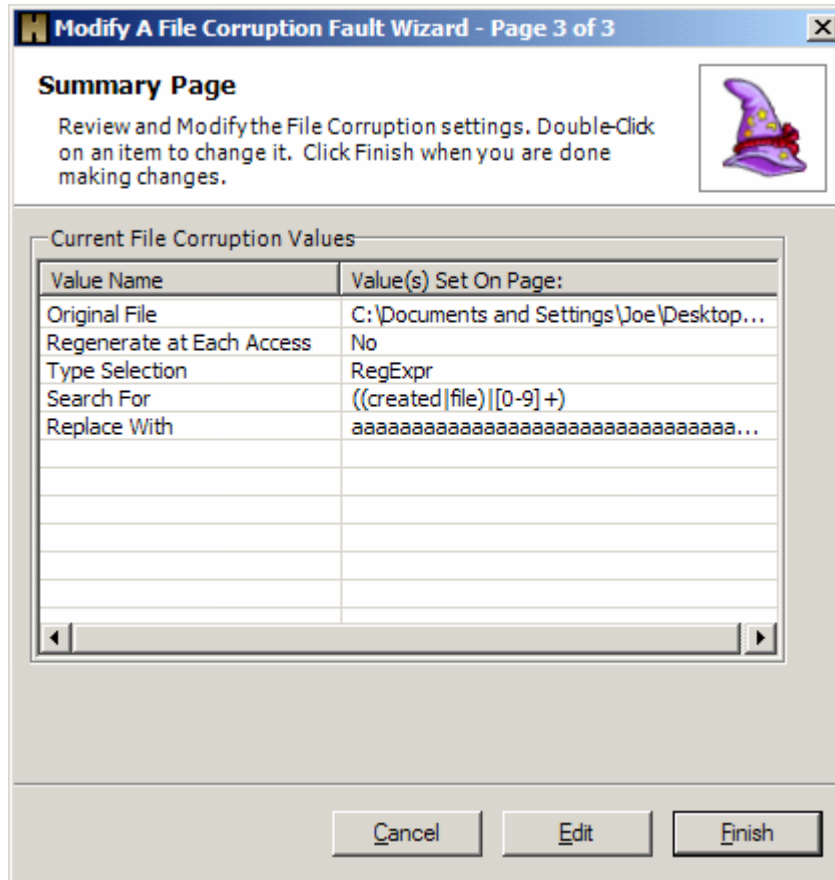 Modify A File Corruption Fault Wizard - Page 3 of 3
Summary Page
Review and Modify the File Corruption settings. Double-Click
on an item to change it. Click Finish when you are done
making changes.
Current File Corruption Values
Value Name Value(s) Set On Page:
Original File C:\Documents and Settings\Joe\Desktop...
Regenerate at Each Access No
Type Selection RegExpr
Search For ((created|file)|[0-9]+)
Replace With aaaaaaaaaaaaaaaaaaaaaaaaaaaaaaaa...
Cancel Edit Finish